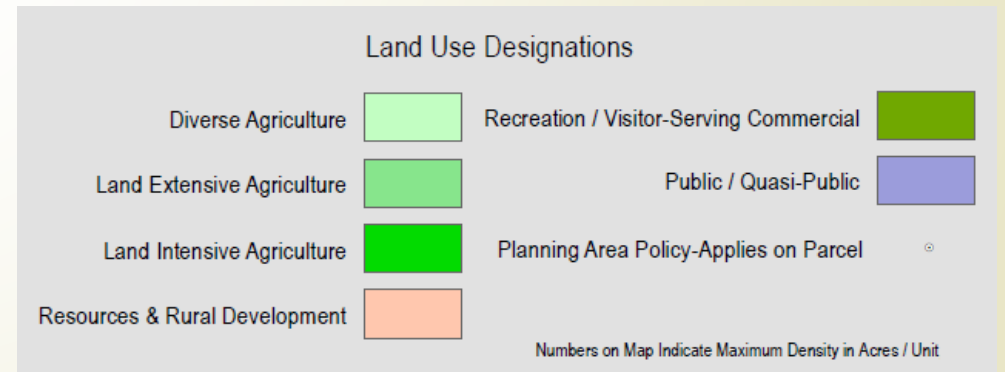 Land Use Designations
Diverse Agriculture
Land Extensive Agriculture
Land Intensive Agriculture
Resources & Rural Development
Recreation / Visitor-Serving Commercial
Public / Quasi-Public
Planning Area Policy-Applies on Parcel
Numbers on Map Indicate Maximum Density in Acres / Unit